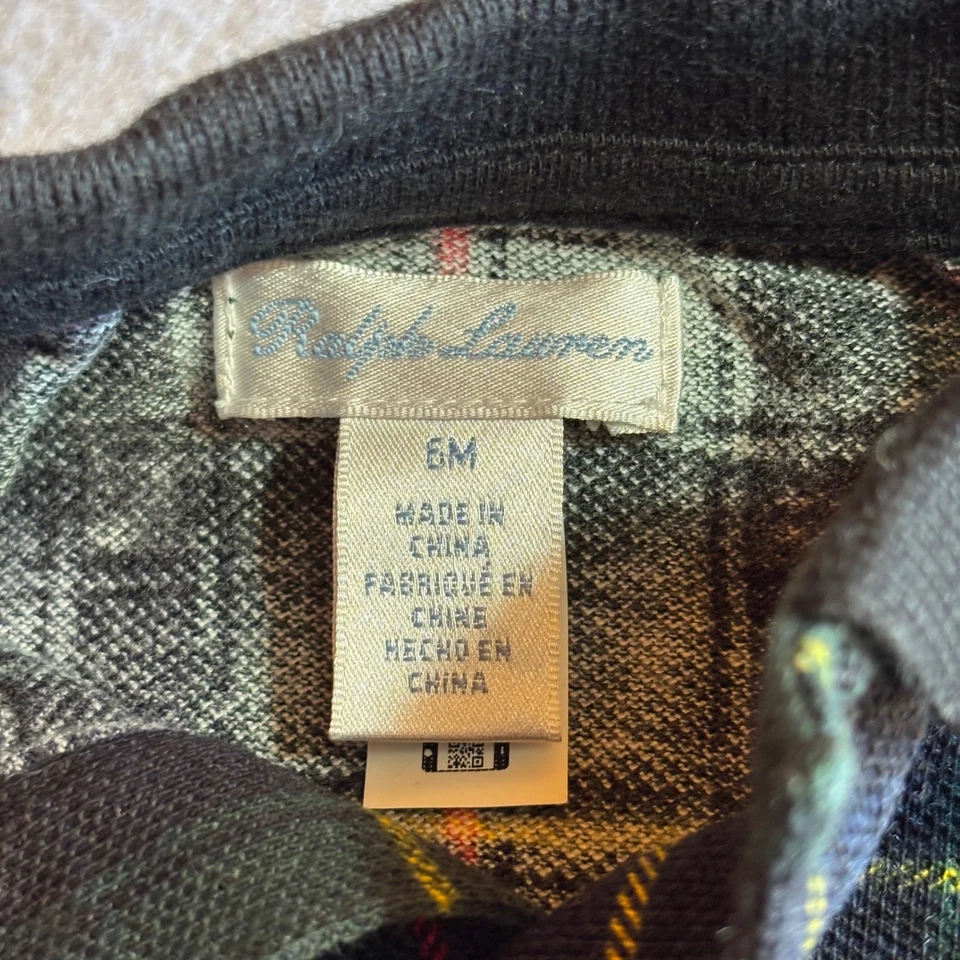 Ralph Lauren
6M
MADE IN
CHINA
FABRIQUÉ EN
CHINE
HECHO EN
CHINA